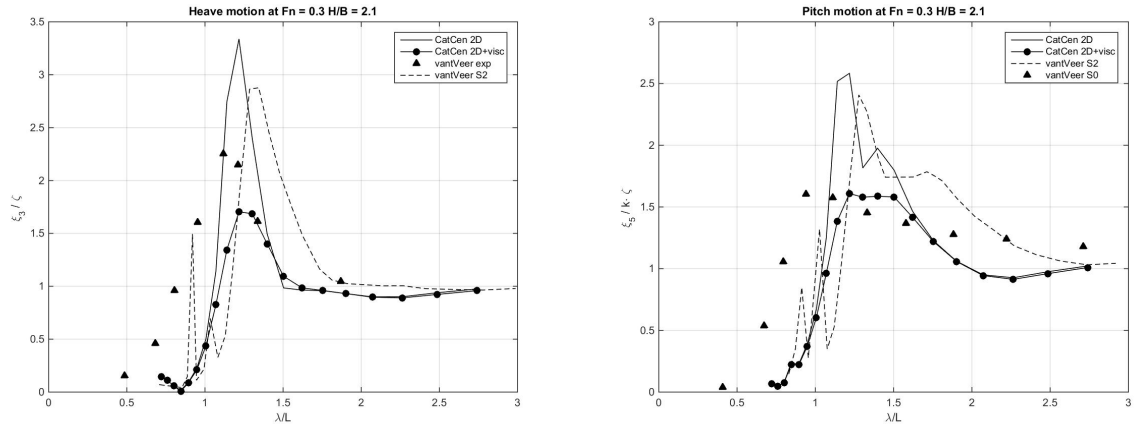 Heave motion at Fn = 0.3 H/B = 2.1
CatCen 2D
CatCen 2D+visc
vantVeer exp
vantVeer S2
ξ3 / ζ
4
3.5
3
2.5
2
1.5
1
0.5
0
0 0.5 1 1.5 2 2.5 3
λ/L
Pitch motion at Fn = 0.3 H/B = 2.1
CatCen 2D
CatCen 2D+visc
vantVeer S2
vantVeer S0
ξ5 / k· ζ
3
2.5
2
1.5
1
0.5
0
0 0.5 1 1.5 2 2.5 3
λ/L